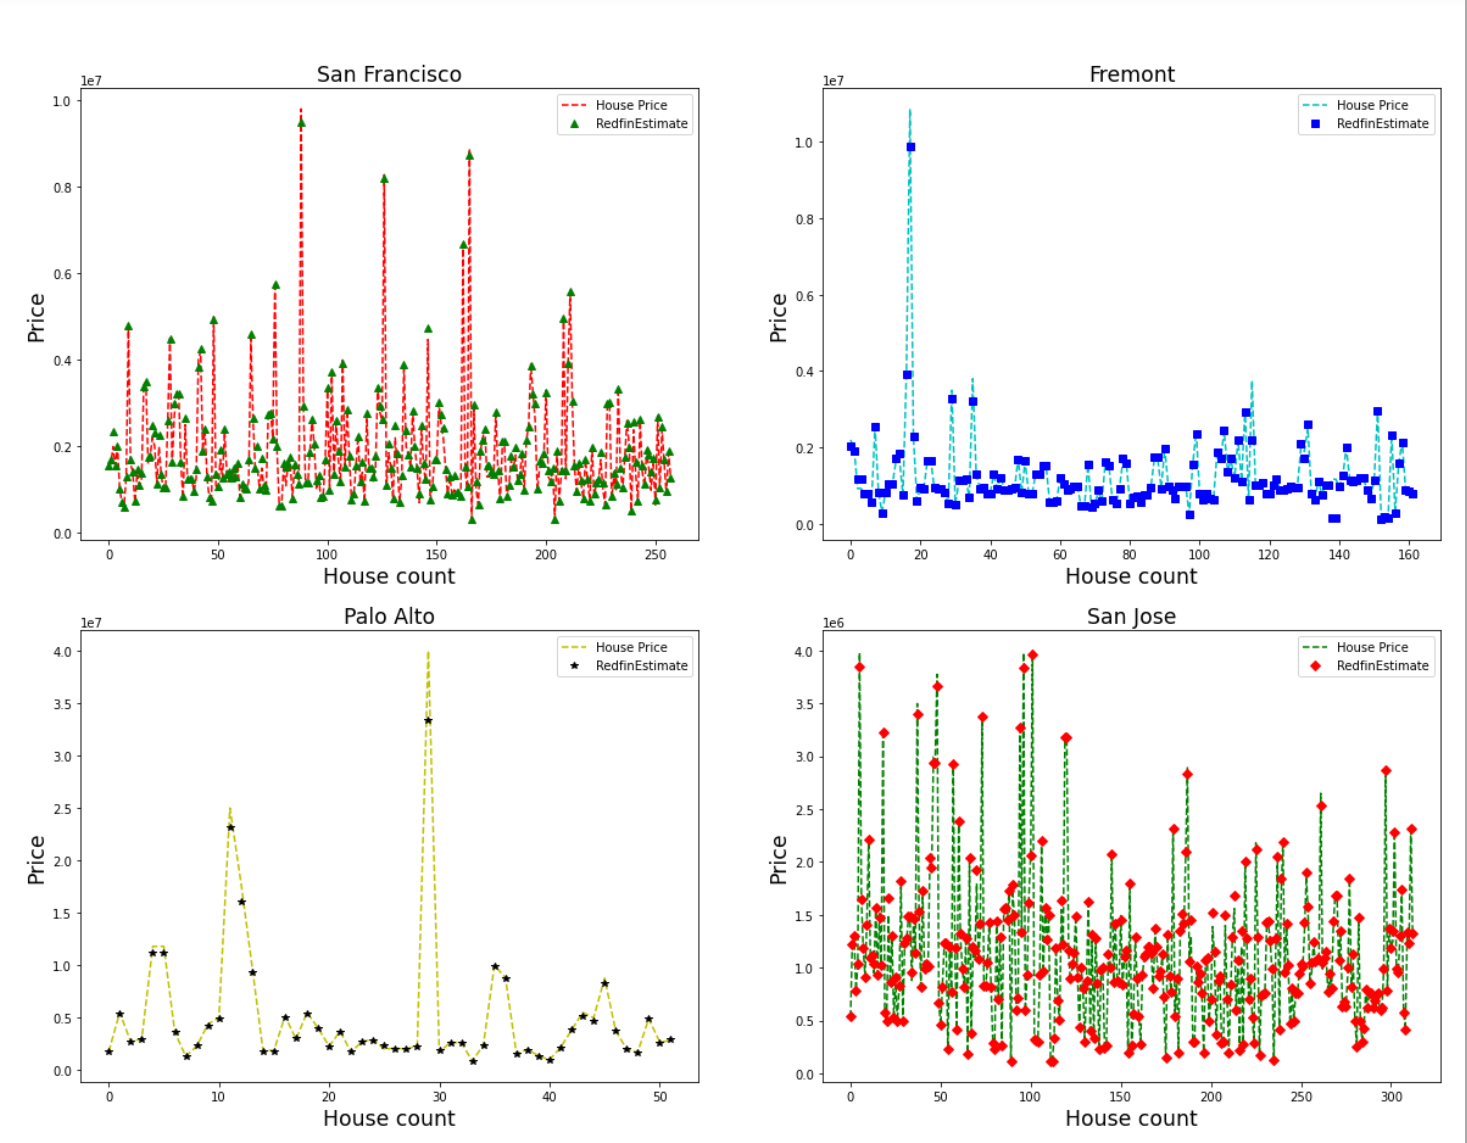 San Francisco
1e7
House Price
RedfinEstimate
1.0
0.8
0.6
0.4
0.2
0.0
Price
0 50 100 150 200 250
House count
Fremont
1e7
House Price
RedfinEstimate
1.0
0.8
0.6
0.4
0.2
0.0
Price
0 20 40 60 80 100 120 140 160
House count
Palo Alto
1e7
House Price
RedfinEstimate
4.0
3.5
3.0
2.5
2.0
1.5
1.0
0.5
0.0
Price
0 10 20 30 40 50
House count
San Jose
1e6
House Price
RedfinEstimate
4.0
3.5
3.0
2.5
2.0
1.5
1.0
0.5
0.0
Price
0 50 100 150 200 250 300
House count